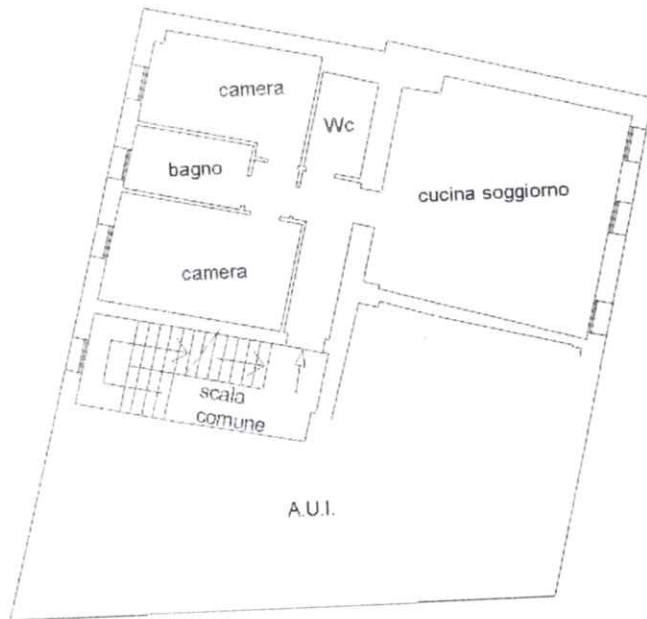 camera
Wc
bagno
cucina soggiorno
camera
scala
comune
A.U.I.